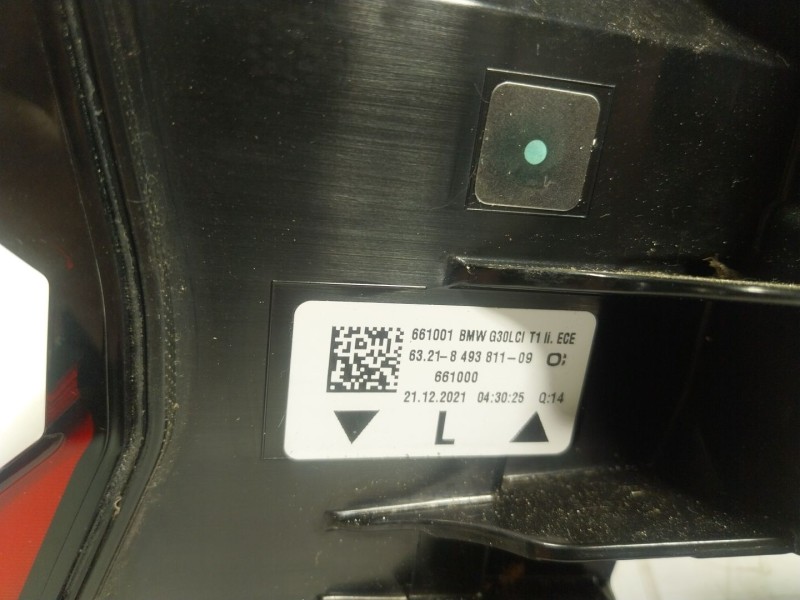 661001 BMW G30LCI T1 li. ECE
63.21-8 493 811-09
661000
21.12.2021 04:30:25 Q:14
L